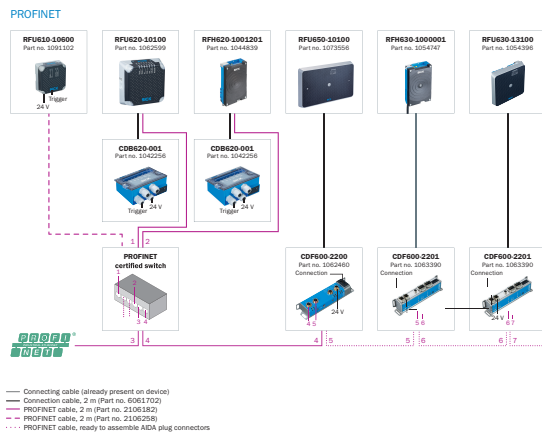 PROFINET
RFU610-10600
Part no. 1091102
Trigger
24 V
RFU620-10100
Part no. 1062599
RFH620-1001201
Part no. 1044839
RFU650-10100
Part no. 1073556
RFH630-1000001
Part no. 1054747
RFU630-13100
Part no. 1054396
CDB620-001
Part no. 1042256
24 V
Trigger
CDB620-001
Part no. 1042256
24 V
Trigger
1 2
PROFINET
certified switch
1
2
3 4
CDF600-2200
Part no. 1062460
Connection
24 V
4 5
CDF600-2201
Part no. 1063390
Connection
5 6
CDF600-2201
Part no. 1063390
Connection
24 V
6 7
PROFI
NET
3 4
4 5
5 6
6 7
Connecting cable (already present on device)
Connection cable, 2 m (Part no. 6061702)
PROFINET cable, 2 m (Part no. 2106182)
PROFINET cable, 2 m (Part no. 2106258)
PROFINET cable, ready to assemble AIDA plug connectors